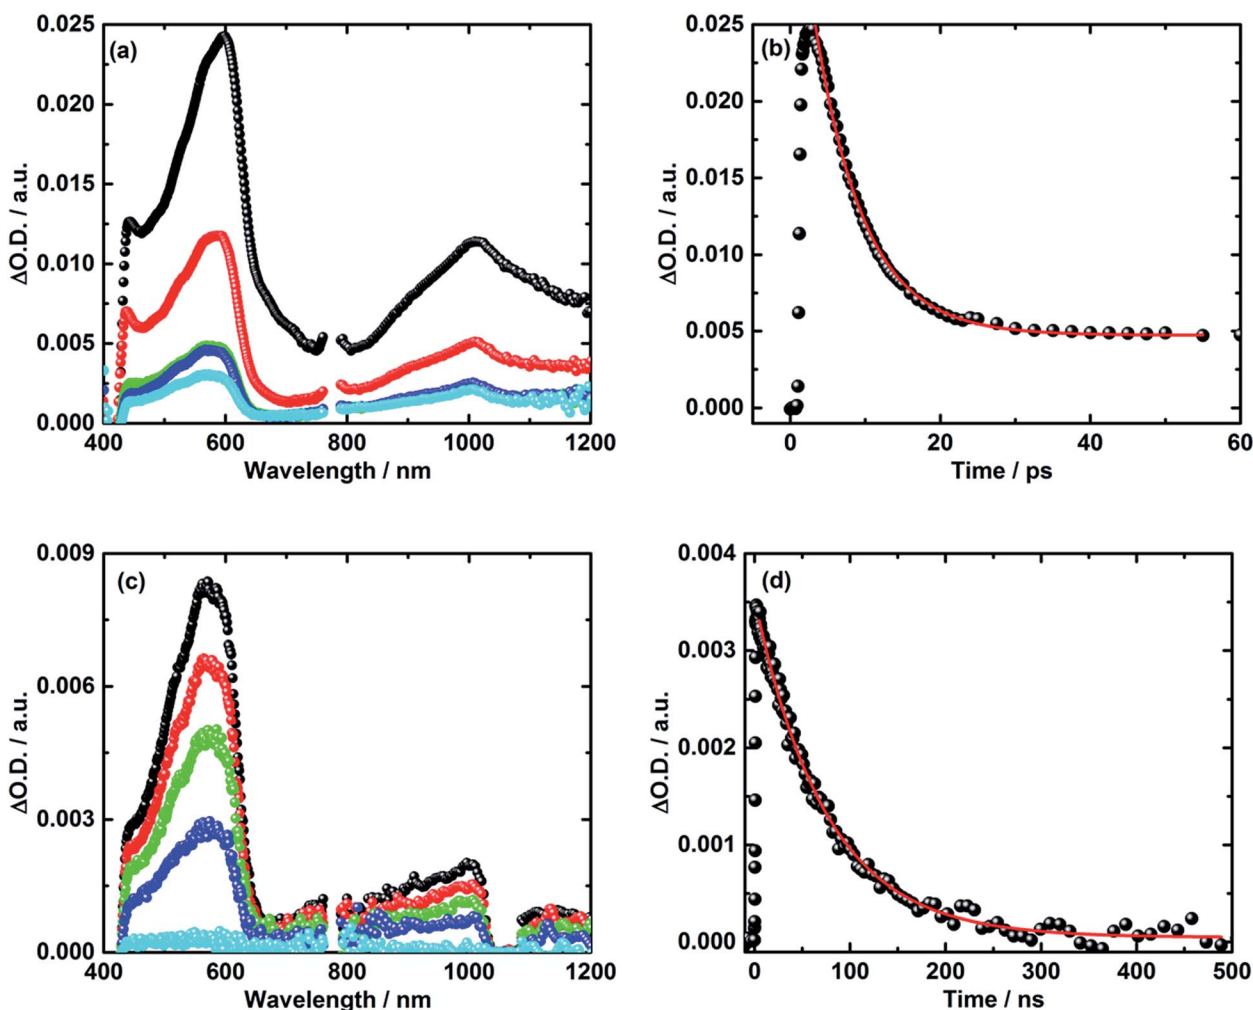 (a)
ΔO.D. / a.u.
0.025
0.020
0.015
0.010
0.005
0.000
400 600 800 1000 1200
Wavelength / nm
(b)
ΔO.D. / a.u.
0.025
0.020
0.015
0.010
0.005
0.000
0 20 40 60
Time / ps
(c)
ΔO.D. / a.u.
0.009
0.006
0.003
0.000
400 600 800 1000 1200
Wavelength / nm
(d)
ΔO.D. / a.u.
0.004
0.003
0.002
0.001
0.000
0 100 200 300 400 500
Time / ns